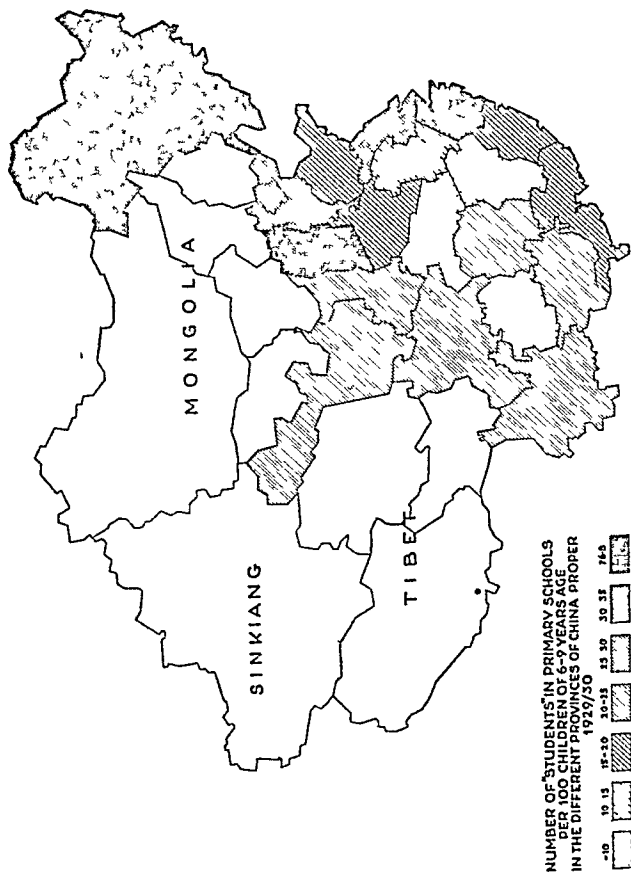 MONGOLIA
SINKIANG
TIBET
NUMBER OF "STUDENTS" IN PRIMARY SCHOOLS
PER 100 CHILDREN OF 6-9 YEARS AGE
IN THE DIFFERENT PROVINCES OF CHINA PROPER
1929/30
-10 10 15 15-20 20-25 25 30 30 35